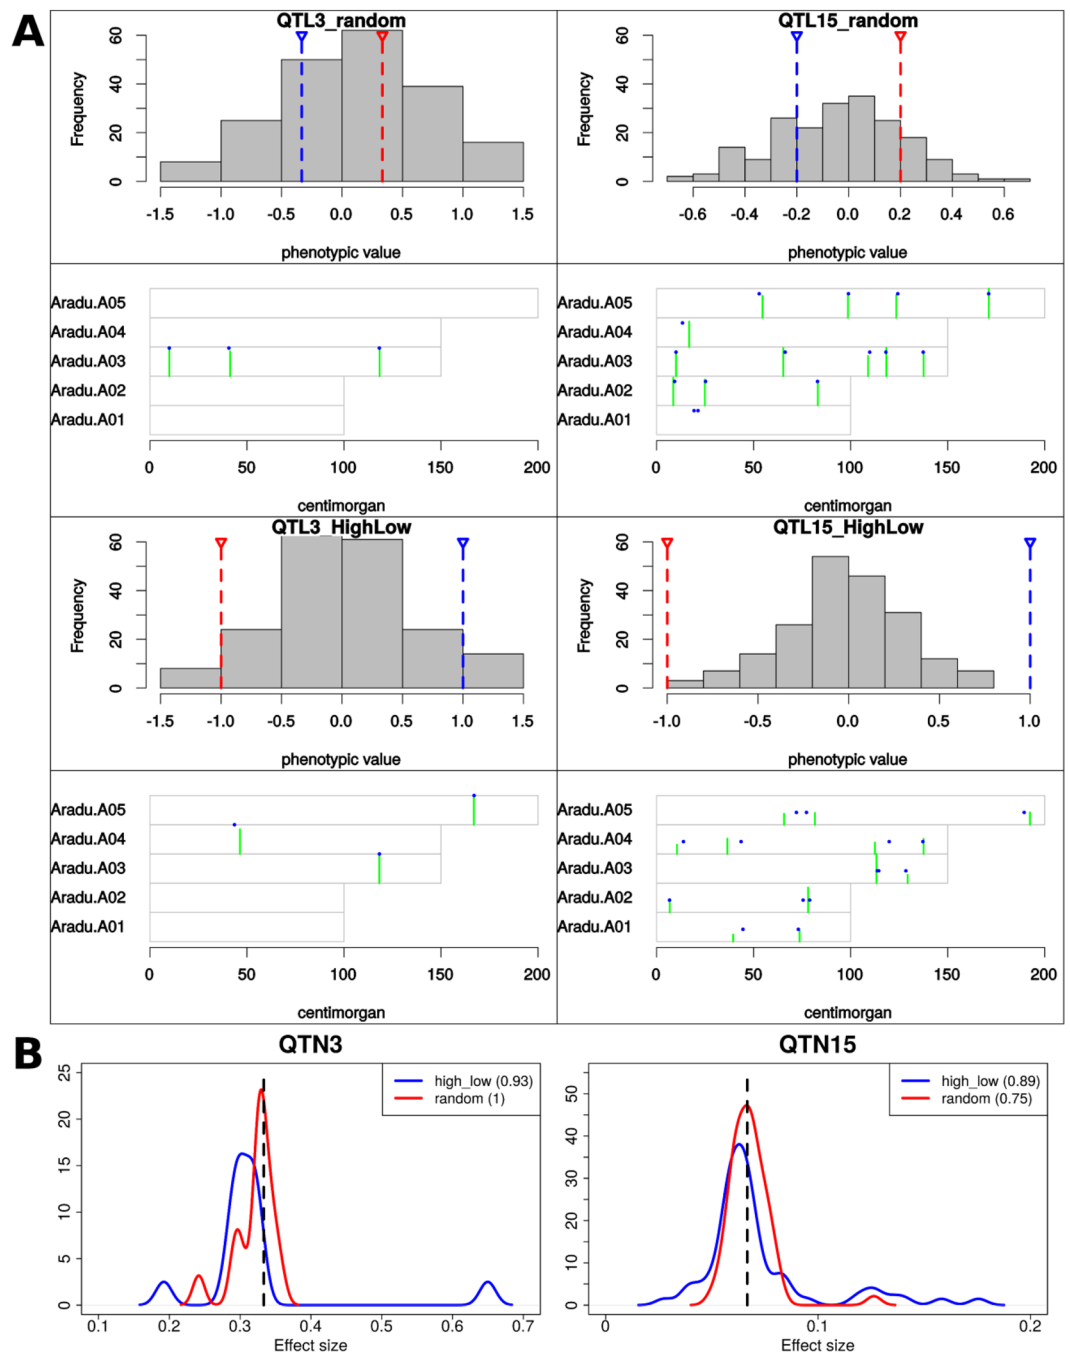 A
QTL3_random
60
40
20
0
Frequency
-1.5 -1.0 -0.5 0.0 0.5 1.0 1.5
phenotypic value
QTL15_random
60
40
20
0
Frequency
-0.6 -0.4 -0.2 0.0 0.2 0.4 0.6
phenotypic value
Aradu.A05
Aradu.A04
Aradu.A03
Aradu.A02
Aradu.A01
0 50 100 150 200
centimorgan
Aradu.A05
Aradu.A04
Aradu.A03
Aradu.A02
Aradu.A01
0 50 100 150 200
centimorgan
QTL3_HighLow
60
40
20
0
Frequency
-1.5 -1.0 -0.5 0.0 0.5 1.0 1.5
phenotypic value
QTL15_HighLow
60
40
20
0
Frequency
-1.0 -0.5 0.0 0.5 1.0
phenotypic value
Aradu.A05
Aradu.A04
Aradu.A03
Aradu.A02
Aradu.A01
0 50 100 150 200
centimorgan
Aradu.A05
Aradu.A04
Aradu.A03
Aradu.A02
Aradu.A01
0 50 100 150 200
centimorgan
B
QTN3
25
20
15
10
5
0
high_low (0.93)
random (1)
0.1 0.2 0.3 0.4 0.5 0.6 0.7
Effect size
QTN15
50
40
30
20
10
0
high_low (0.89)
random (0.75)
0 0.1 0.2
Effect size